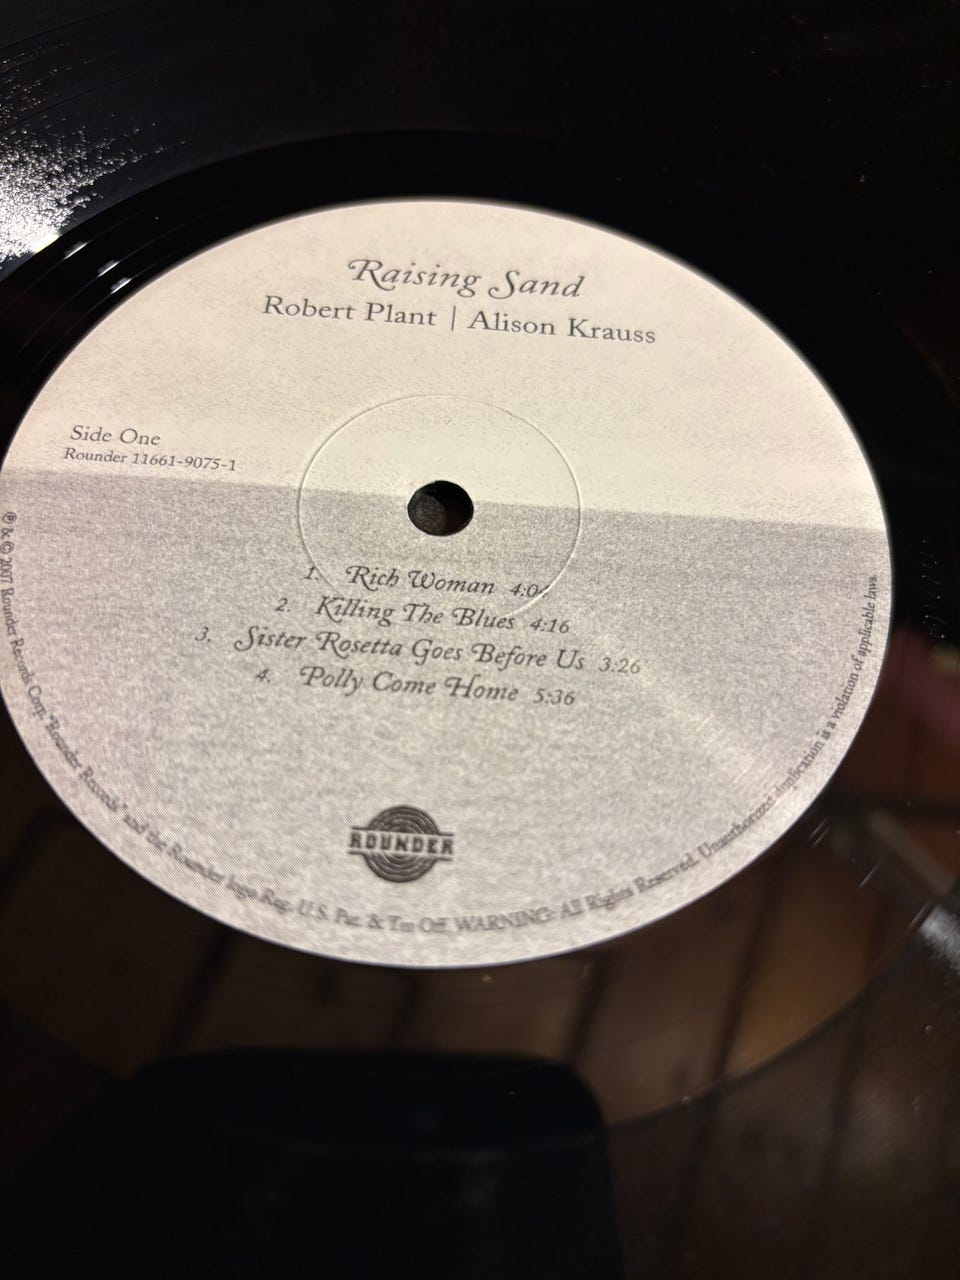 Raising Sand
Robert Plant | Alison Krauss
Side One
Rounder 11661-9075-1
1. Rich Woman 4:04
2. Killing The Blues 4:16
3. Sister Rosetta Goes Before Us 3:26
4. Polly Come Home 5:36
ROUNDER
℗ & © 2007 Rounder Records Corp. "Rounder Records" and the Rounder logo Reg. U.S. Pat. & Tm Off. WARNING: All Rights Reserved. Unauthorized duplication is a violation of applicable laws.